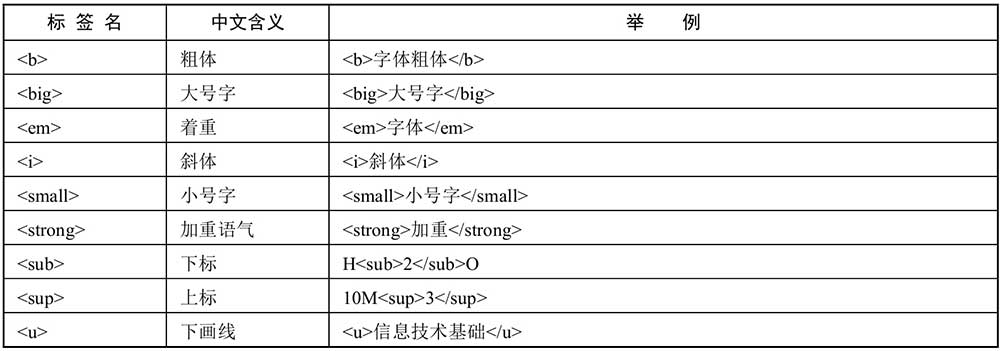 标 签 名 中文含义 举 例
<b> 粗体 <b>字体粗体</b>
<big> 大号字 <big>大号字</big>
<em> 着重 <em>字体</em>
<i> 斜体 <i>斜体</i>
<small> 小号字 <small>小号字</small>
<strong> 加重语气 <strong>加重</strong>
<sub> 下标 H<sub>2</sub>O
<sup> 上标 10M<sup>3</sup>
<u> 下画线 <u>信息技术基础</u>